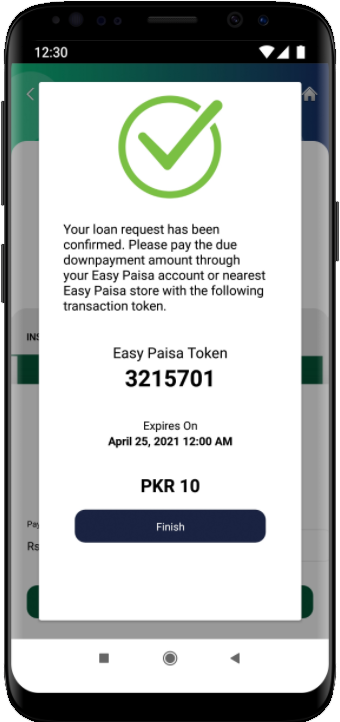 12:30
Your loan request has been
confirmed. Please pay the due
downpayment amount through
your Easy Paisa account or nearest
Easy Paisa store with the following
transaction token.
Easy Paisa Token
3215701
Expires On
April 25, 2021 12:00 AM
PKR 10
Finish
INS
Pay
Rs